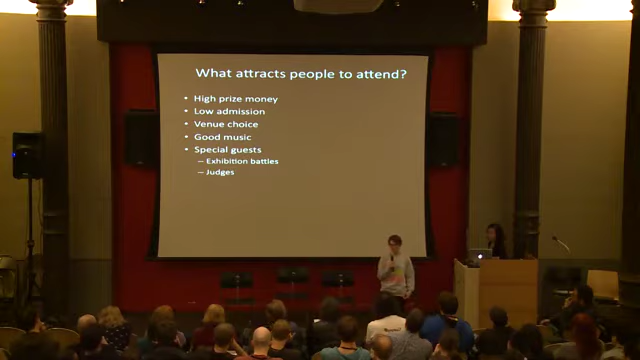 What attracts people to attend?
• High prize money
• Low admission
• Venue choice
• Good music
• Special guests
– Exhibition battles
– Judges